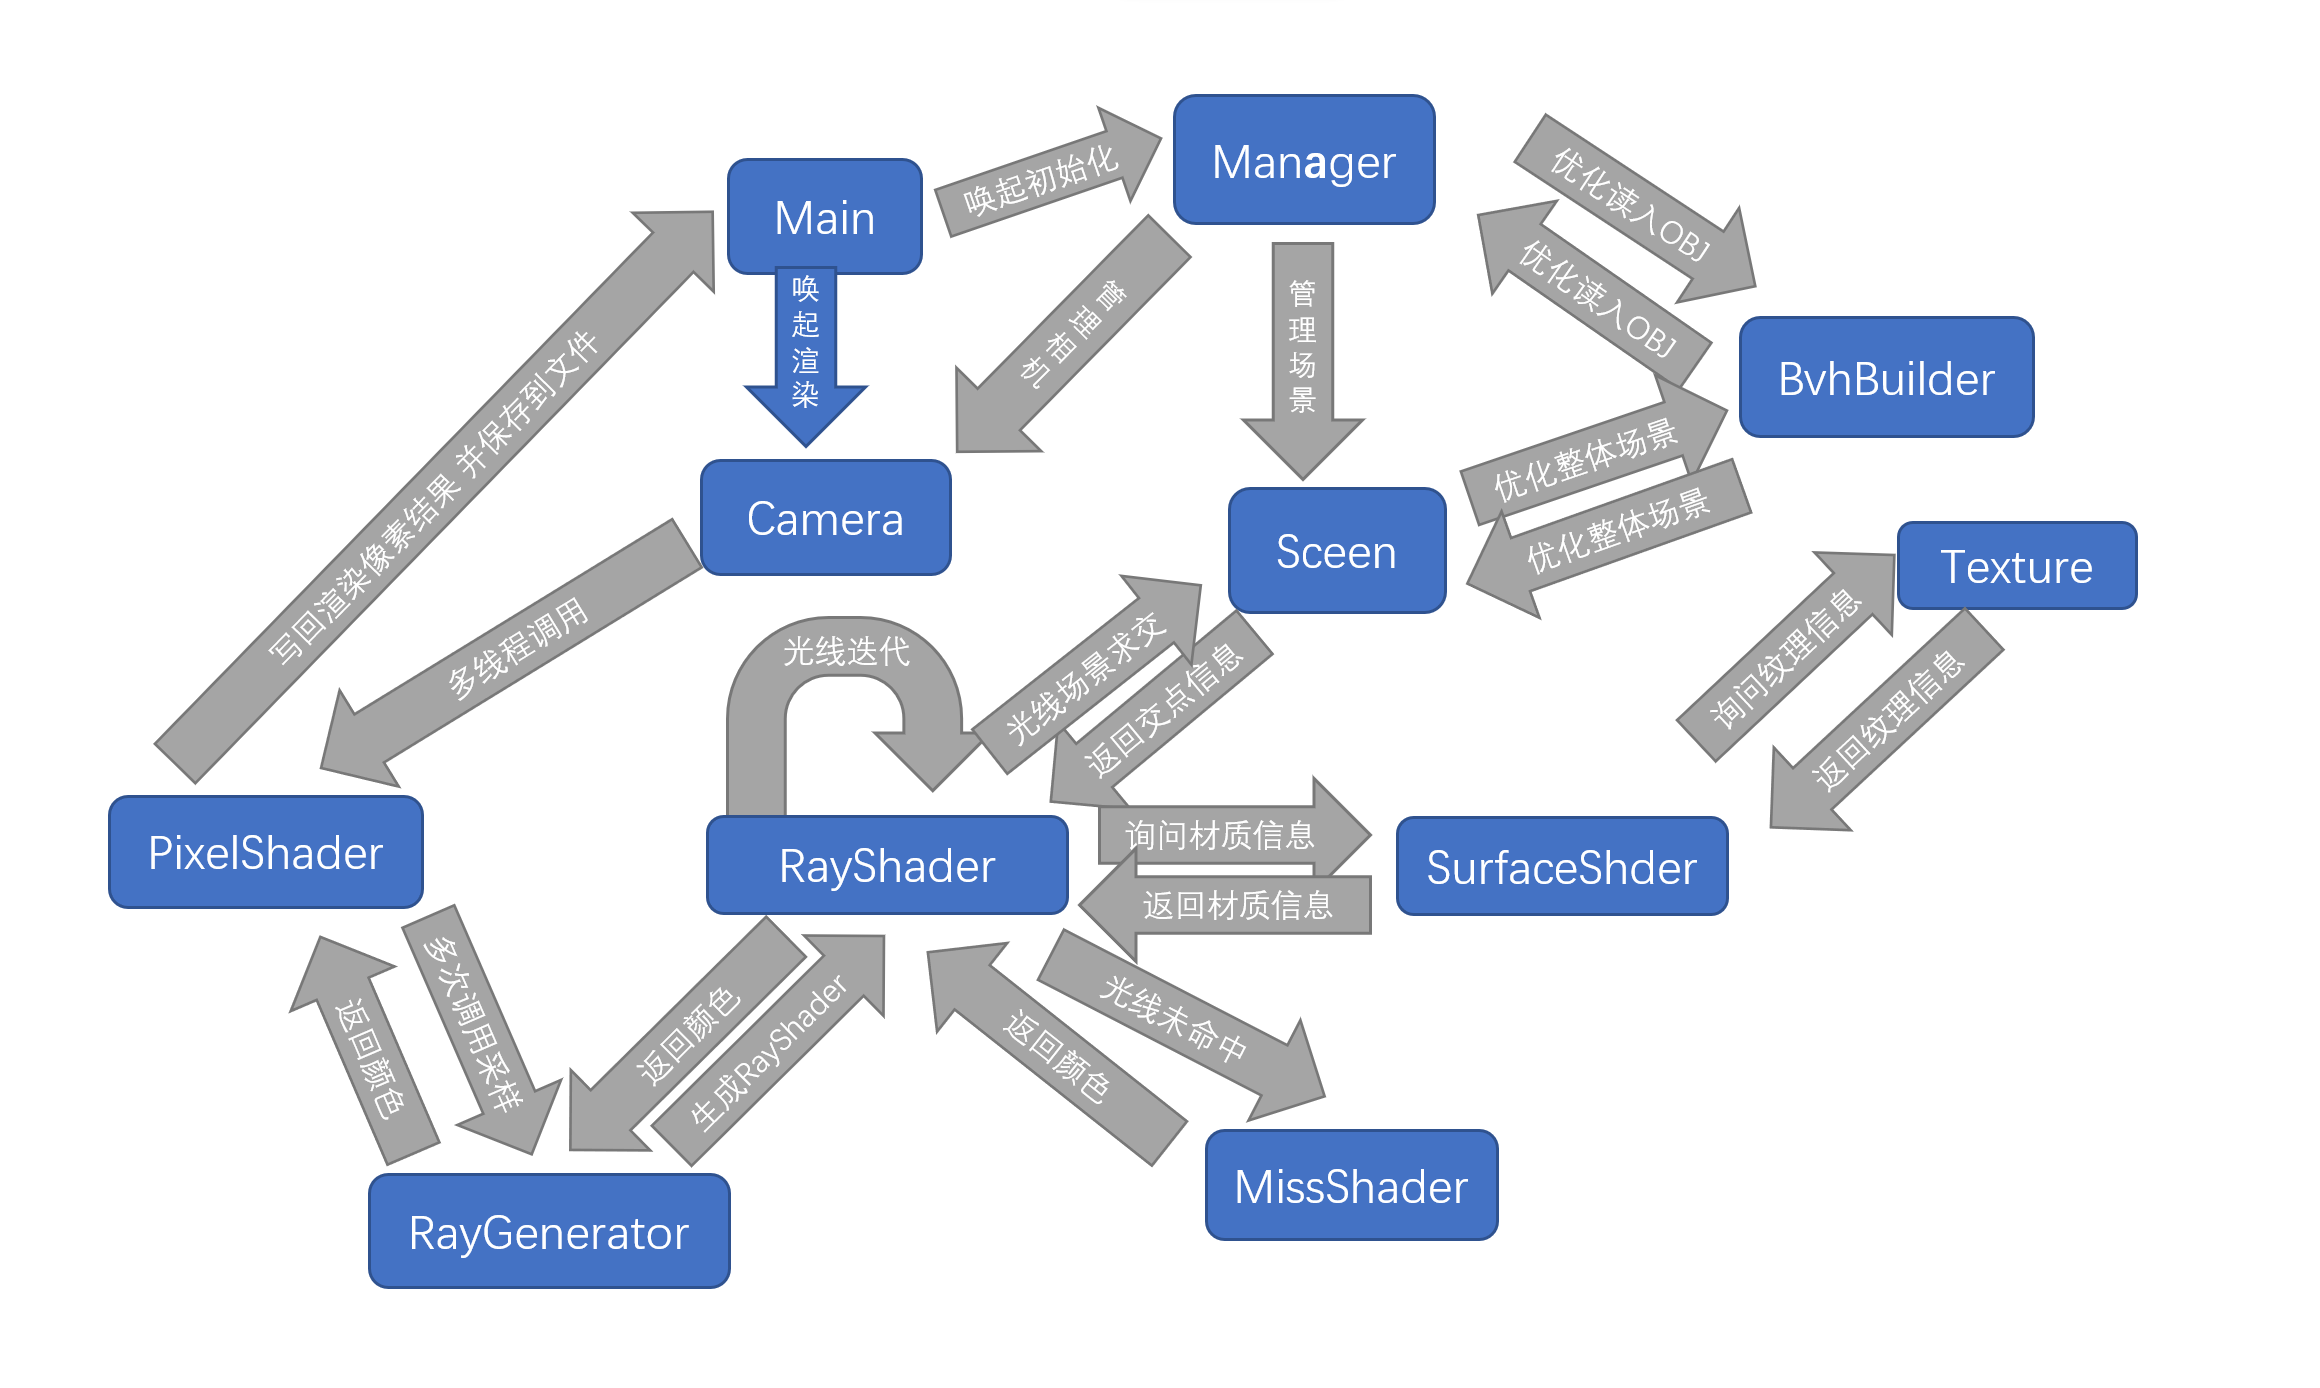 Manager
Main
唤起初始化
优化读入OBJ
优化读入OBJ
唤起渲染
管理相机
管理场景
BvhBuilder
写回渲染像素结果 并保存到文件
Camera
Sceen
优化整体场景
优化整体场景
Texture
多线程调用
光线迭代
光线场景求交
返回交点信息
询问纹理信息
返回纹理信息
PixelShader
RayShader
询问材质信息
返回材质信息
SurfaceShder
返回颜色
多次调用采样
返回颜色
生成RayShader
返回颜色
光线未命中
RayGenerator
MissShader